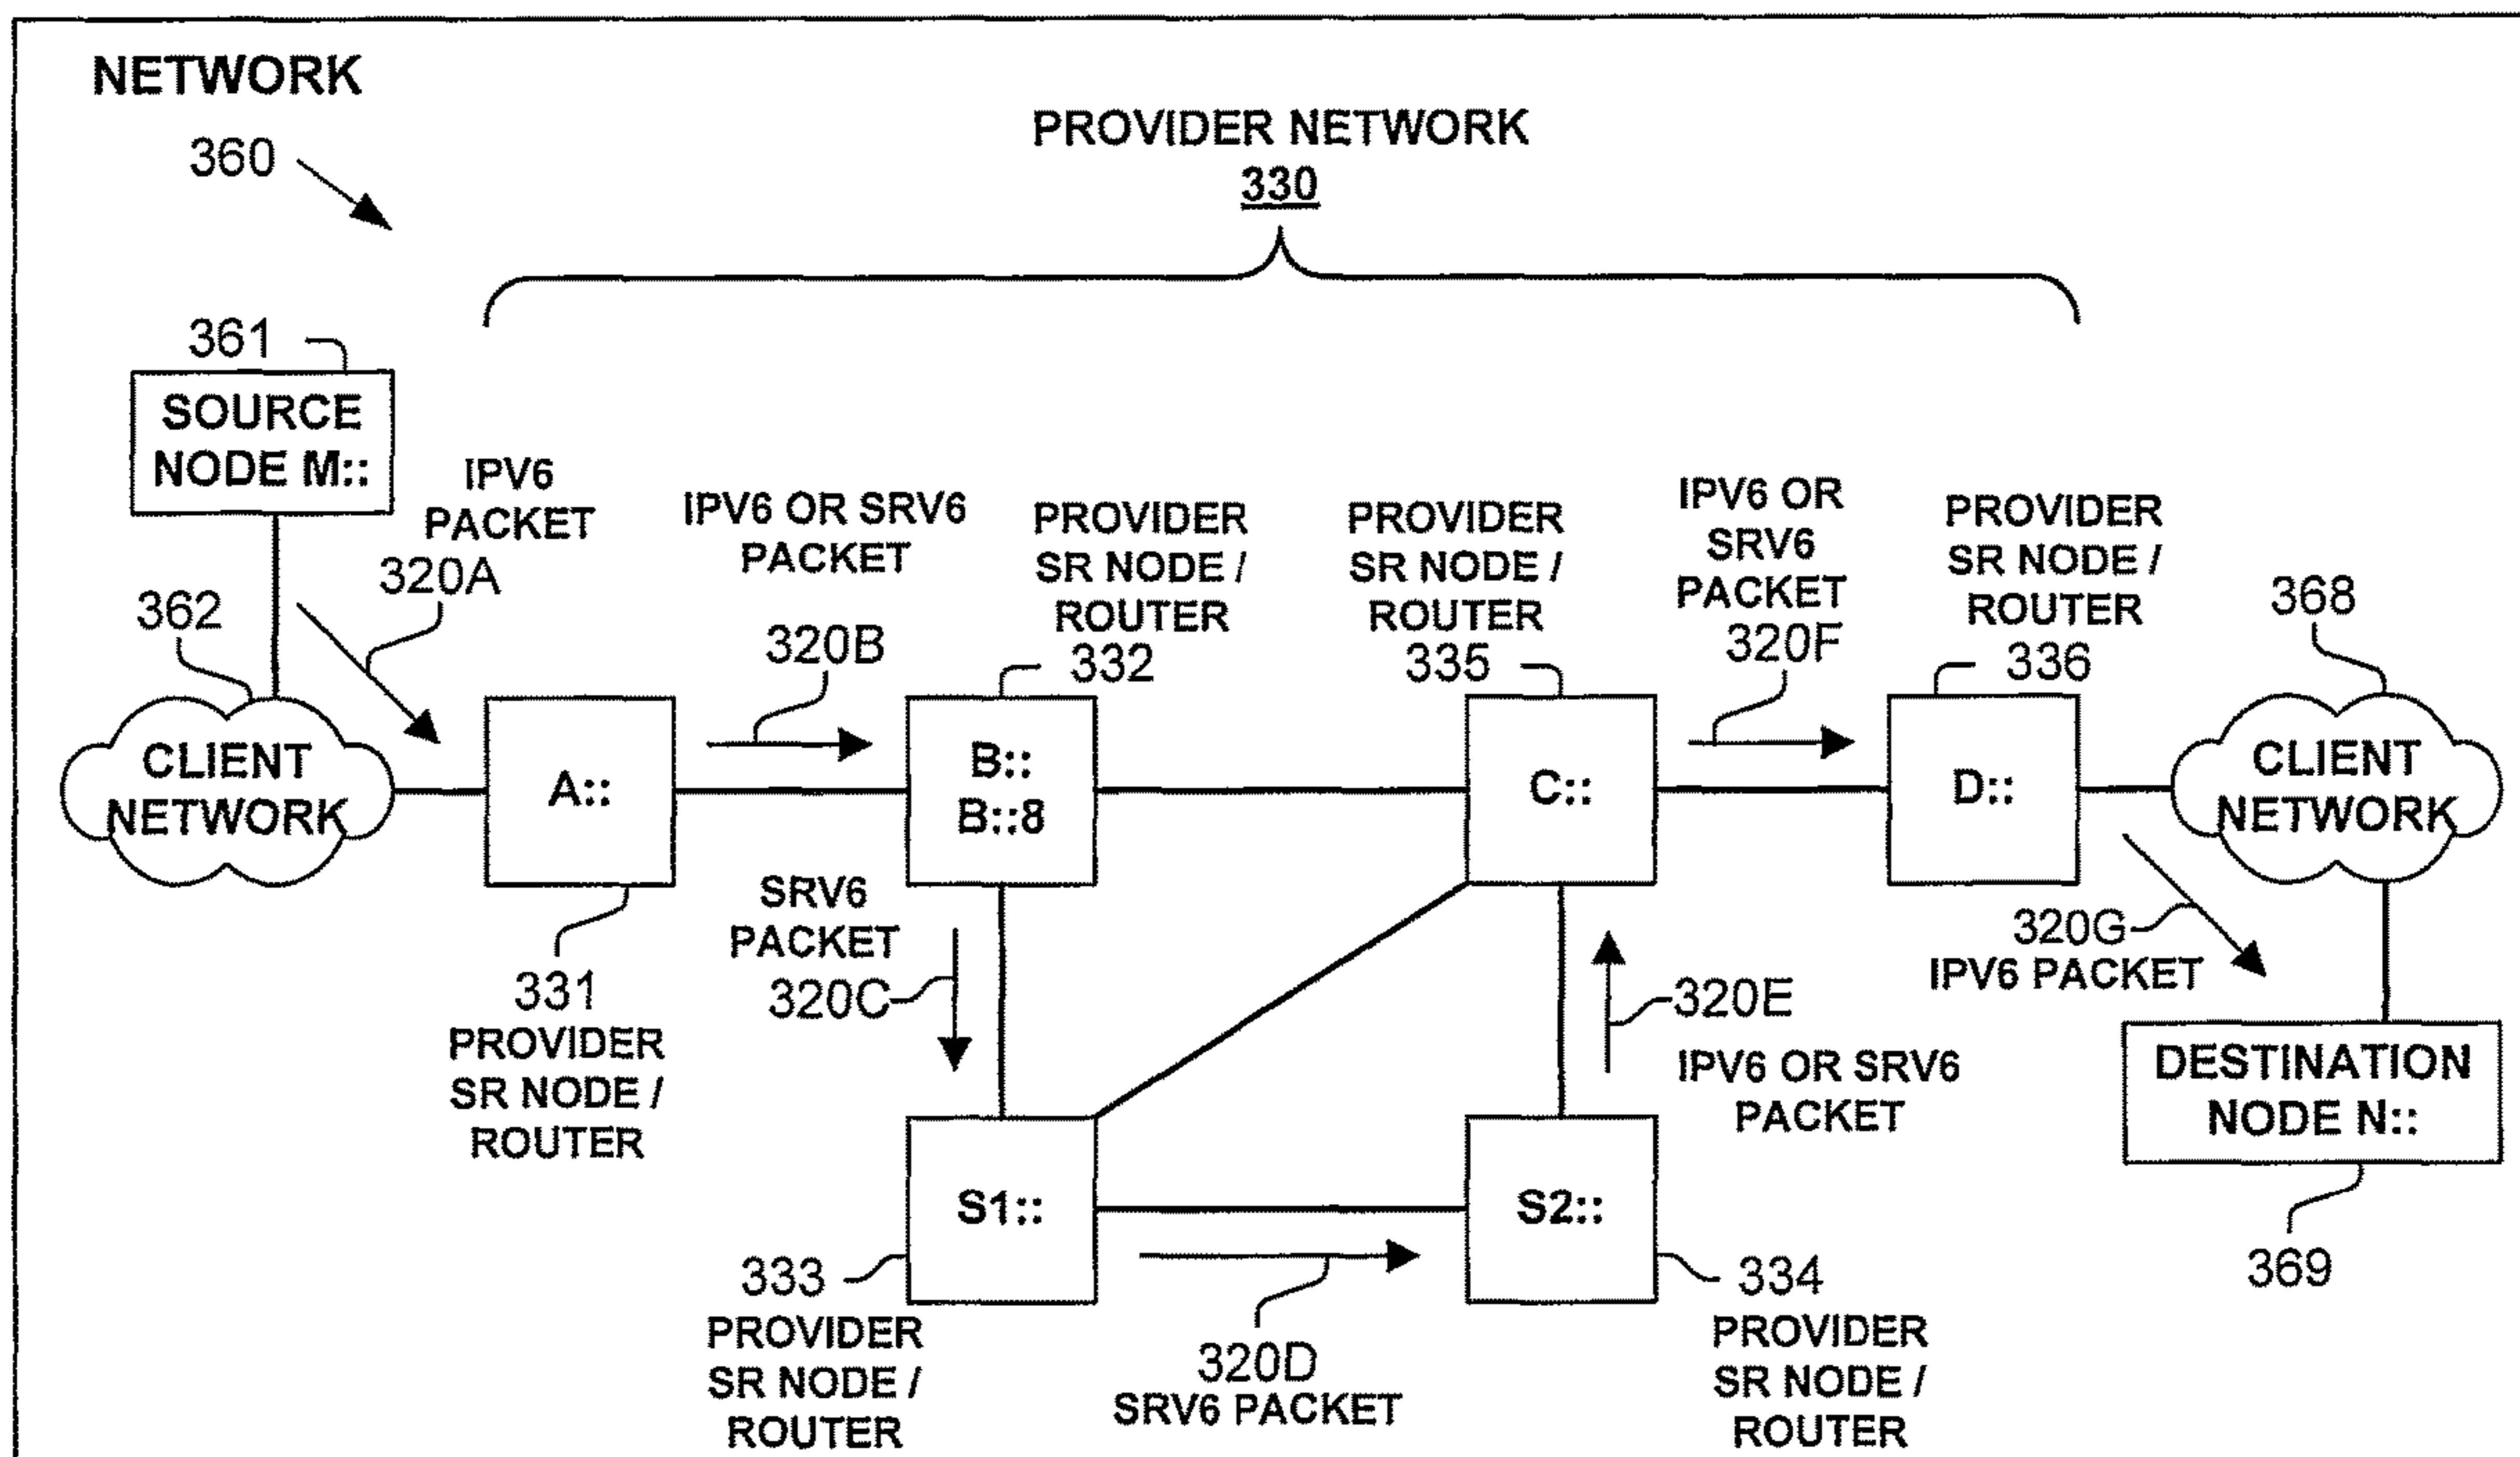 NETWORK
360
PROVIDER NETWORK
330
361
SOURCE
NODE M::
IPV6
PACKET
320A
362
CLIENT
NETWORK
IPV6 OR SRV6
PACKET
320B
A::
331
PROVIDER
SR NODE /
ROUTER
PROVIDER
SR NODE /
ROUTER
332
B::
B::8
SRV6
PACKET
320C
PROVIDER
SR NODE /
ROUTER
335
C::
IPV6 OR
SRV6
PACKET
320F
PROVIDER
SR NODE /
ROUTER
336
D::
368
CLIENT
NETWORK
320G
IPV6 PACKET
320E
IPV6 OR SRV6
PACKET
DESTINATION
NODE N::
369
S1::
333
PROVIDER
SR NODE /
ROUTER
320D
SRV6 PACKET
S2::
334
PROVIDER
SR NODE /
ROUTER